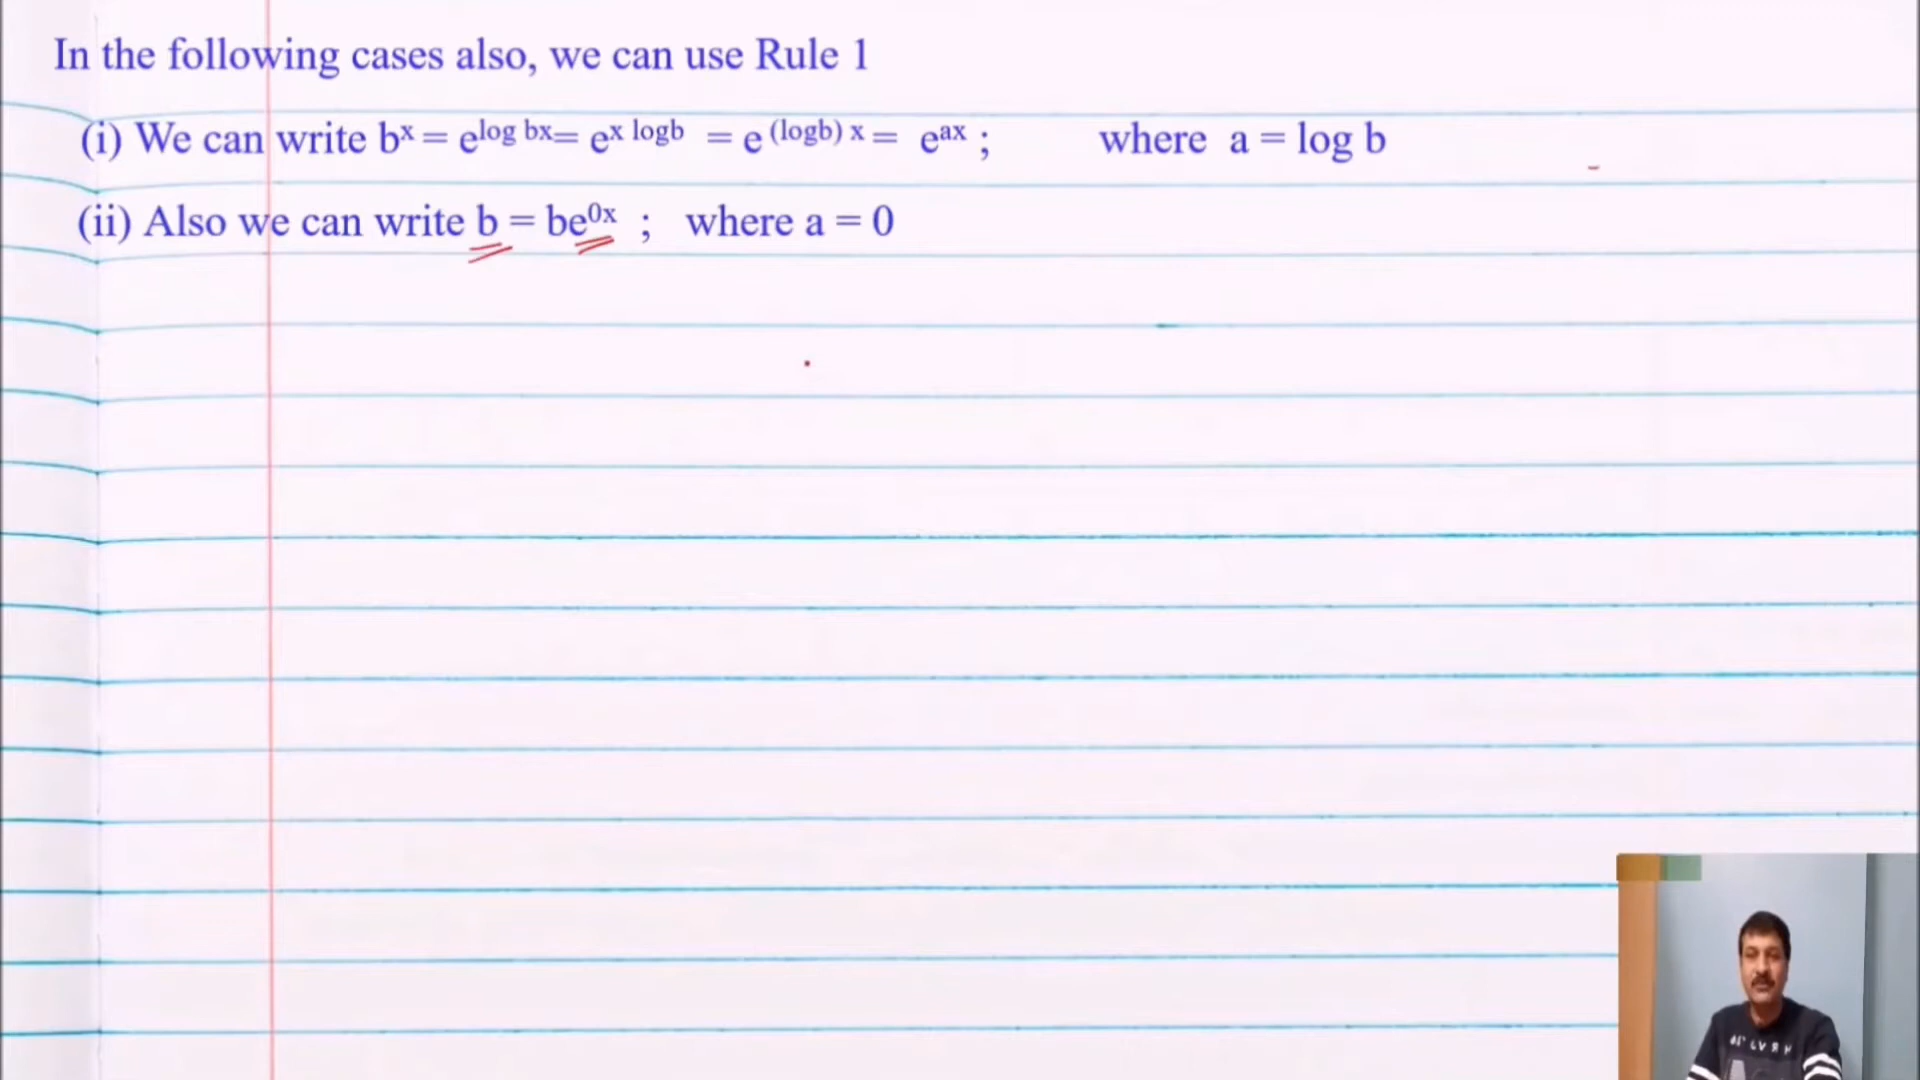 In the following cases also, we can use Rule 1
(i) We can write bˣ = e^log bx = e^x logb = e^(logb) x = e^ax ; where a = log b
(ii) Also we can write b = be^0x ; where a = 0